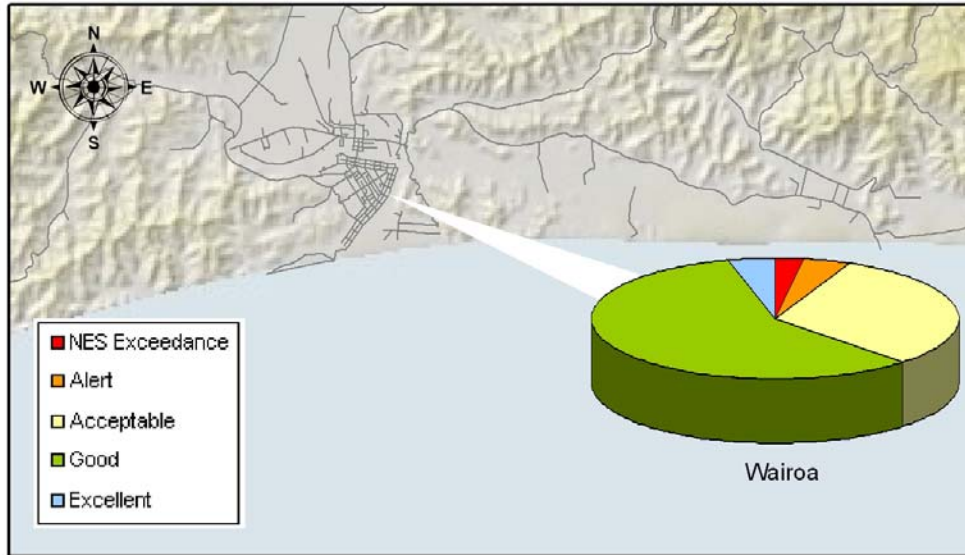 N
W E
S
NES Exceedance
Alert
Acceptable
Good
Excellent
Wairoa